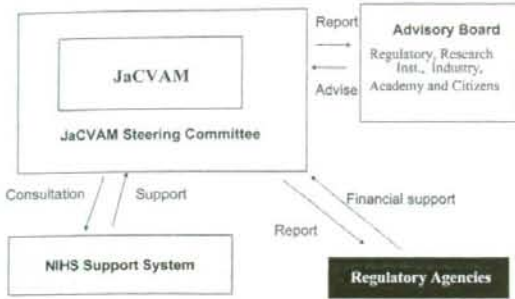 Report
Advisory Board
Regulatory, Research
Inst., Industry,
Academy and Citizens
JaCVAM
Advise
JaCVAM Steering Committee
Consultation
Support
Financial support
Report
NIHS Support System
Regulatory Agencies